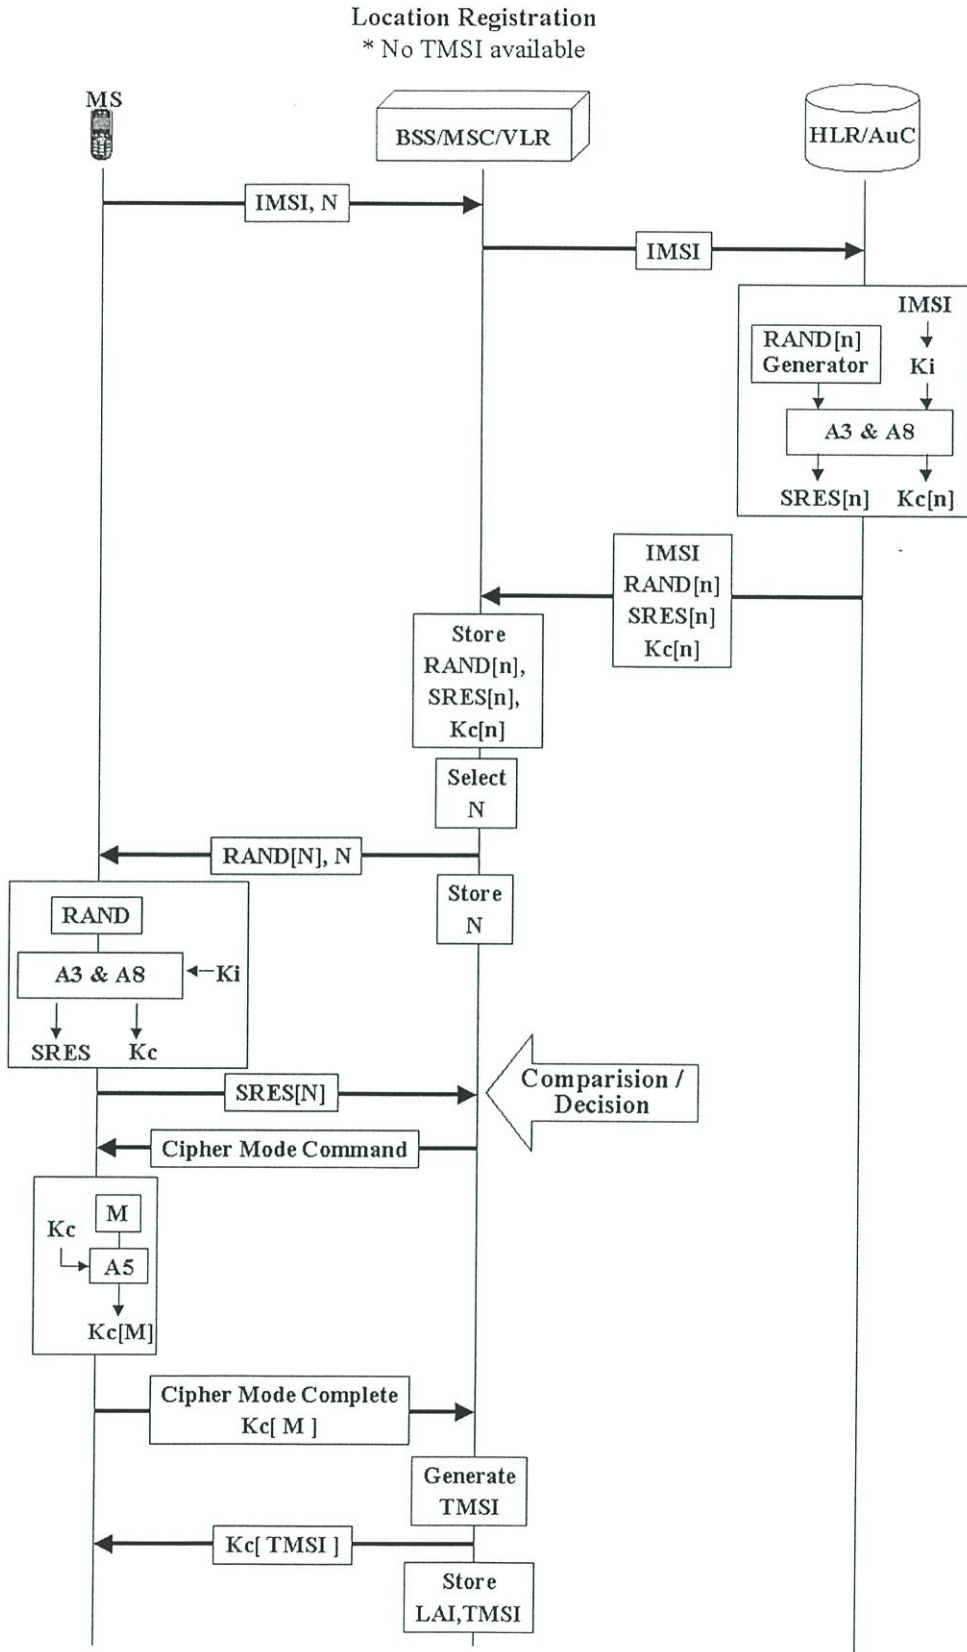 Location Registration
* No TMSI available
MS
BSS/MSC/VLR
HLR/AuC
IMSI, N
IMSI
IMSI
RAND[n]
Generator
Ki
A3 & A8
SRES[n]
Kc[n]
IMSI
RAND[n]
SRES[n]
Kc[n]
Store
RAND[n],
SRES[n],
Kc[n]
Select
N
RAND[N], N
Store
N
RAND
A3 & A8
Ki
SRES
Kc
SRES[N]
Comparision /
Decision
Cipher Mode Command
M
Kc
A5
Kc[M]
Cipher Mode Complete
Kc[ M ]
Generate
TMSI
Kc[ TMSI ]
Store
LAI,TMSI